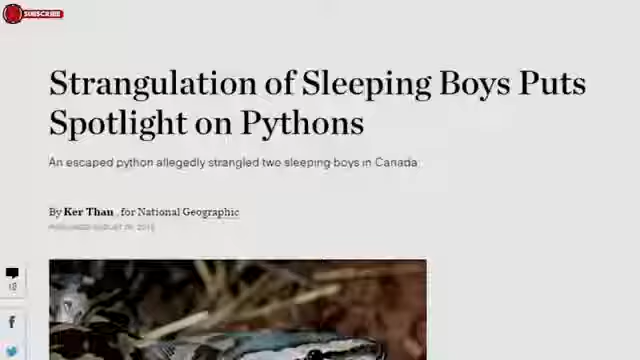 SUBSCRIBE
Strangulation of Sleeping Boys Puts
Spotlight on Pythons
An escaped python allegedly strangled two sleeping boys in Canada
By Ker Than , for National Geographic